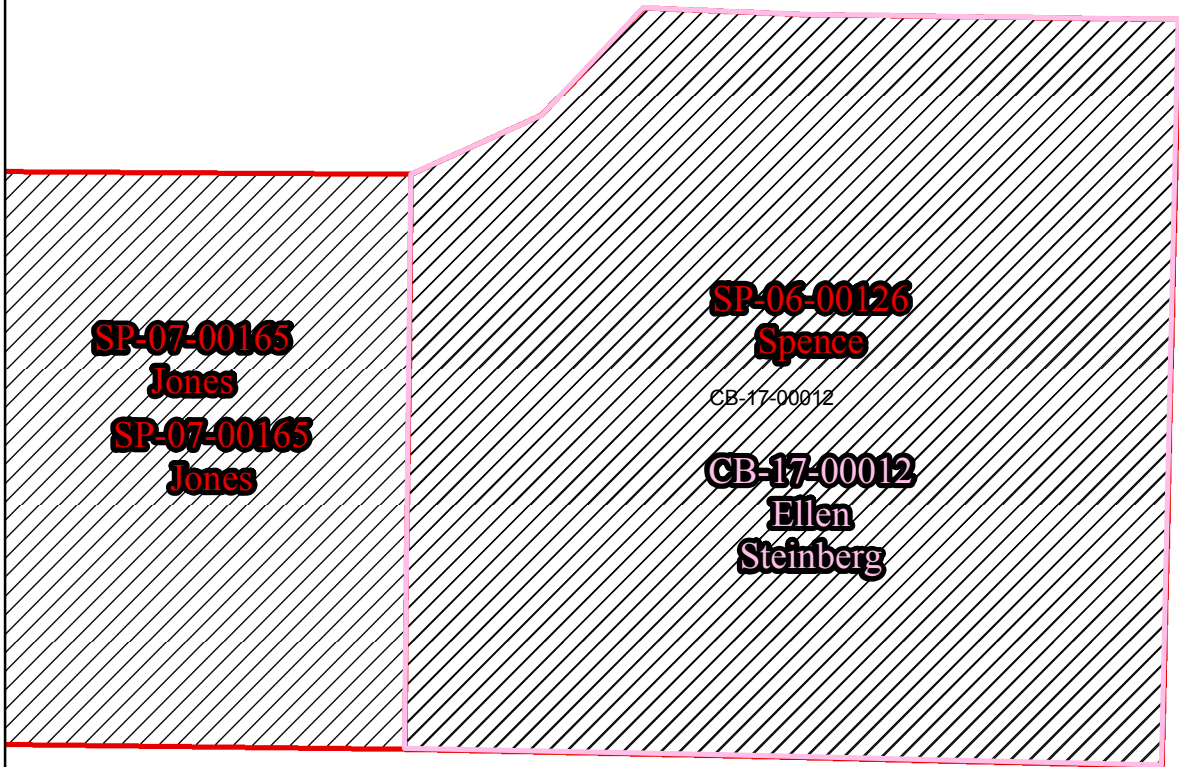 SP-07-00165
Jones
SP-07-00165
Jones
SP-06-00126
Spence
CB-17-00012
CB-17-00012
Ellen
Steinberg